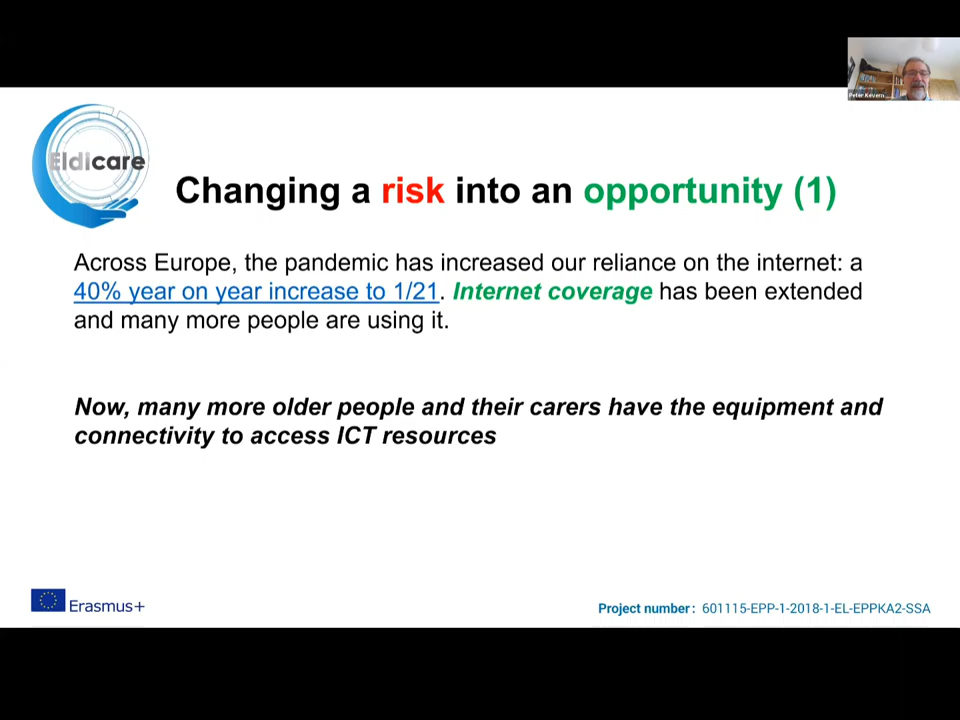 Peter Kevern
Eldicare
Changing a risk into an opportunity (1)
Across Europe, the pandemic has increased our reliance on the internet: a
40% year on year increase to 1/21. Internet coverage has been extended
and many more people are using it.
Now, many more older people and their carers have the equipment and
connectivity to access ICT resources
Erasmus+
Project number: 601115-EPP-1-2018-1-EL-EPPKA2-SSA